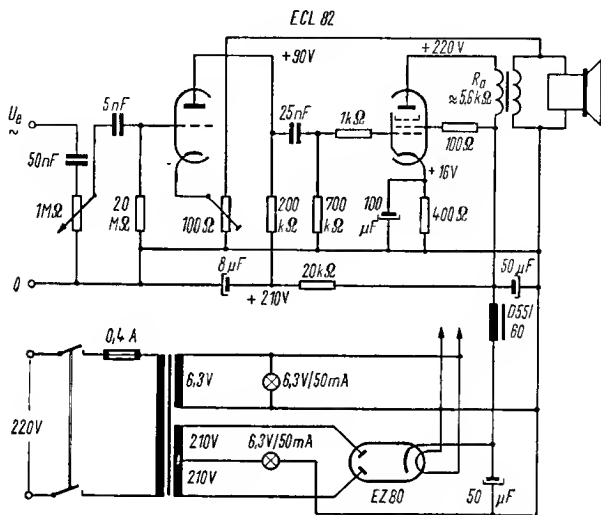 ECL 82
+90V
+220V
Ra
≈5,6kΩ
Ue
~
5nF
25nF
1kΩ
100Ω
50nF
+16V
1MΩ
20
MΩ
100Ω
200
kΩ
700
kΩ
100
µF
400Ω
0
8µF
20kΩ
50µF
+210V
D55/
60
0,4 A
6,3V
6,3V/50mA
220V
210V
6,3V/50mA
210V
EZ80
50 µF